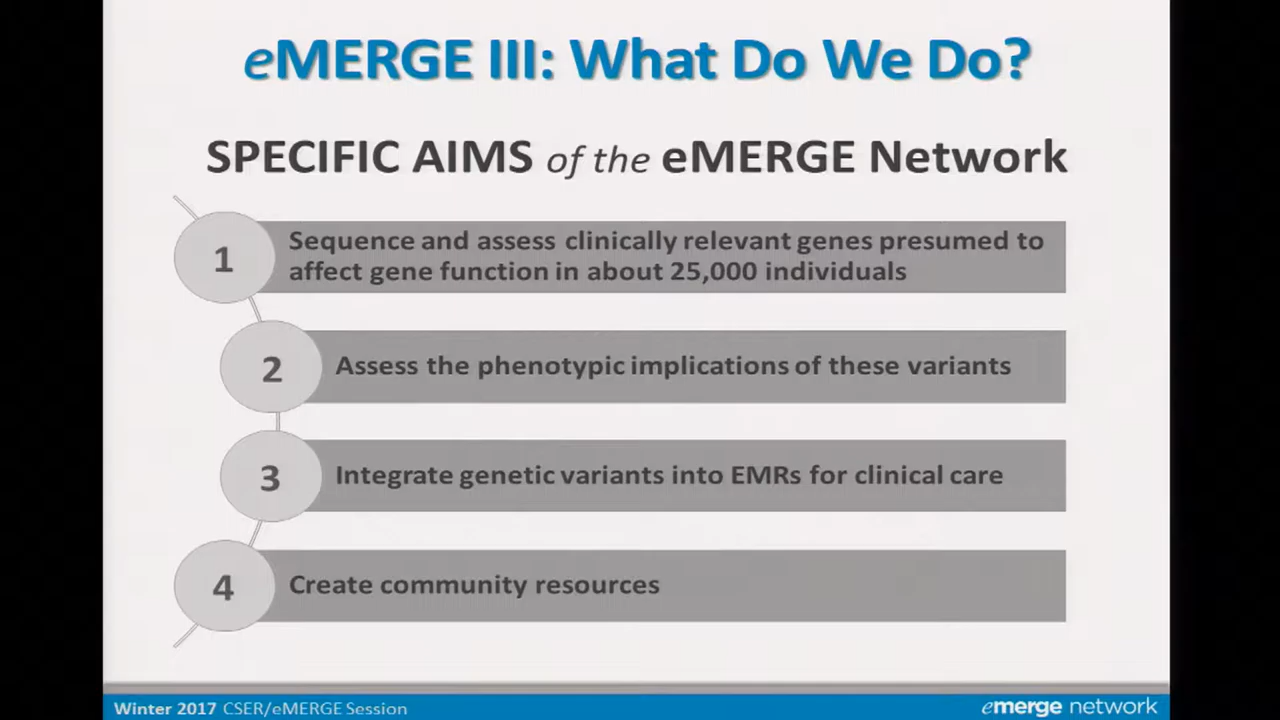 eMERGE III: What Do We Do?
SPECIFIC AIMS of the eMERGE Network
1
Sequence and assess clinically relevant genes presumed to
affect gene function in about 25,000 individuals
2
Assess the phenotypic implications of these variants
3
Integrate genetic variants into EMRs for clinical care
4
Create community resources
Winter 2017 CSER/eMERGE Session
emerge network